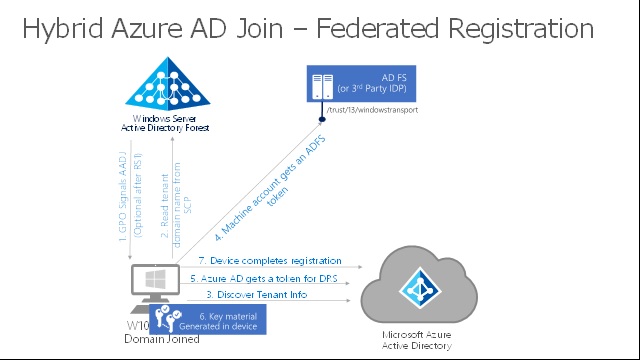 Hybrid Azure AD Join – Federated Registration
AD FS
(or 3rd Party IDP)
/trust/13/windowstransport
Windows Server
Active Directory Forest
1. GPO Signals AADJ
(Optional after RS1)
2. Read tenant
domain name from
SCP
4. Machine account gets an ADFS
token
7. Device completes registration
5. Azure AD gets a token for DRS
3. Discover Tenant Info
6. Key material
Generated in device
W10
Domain Joined
Microsoft Azure
Active Directory